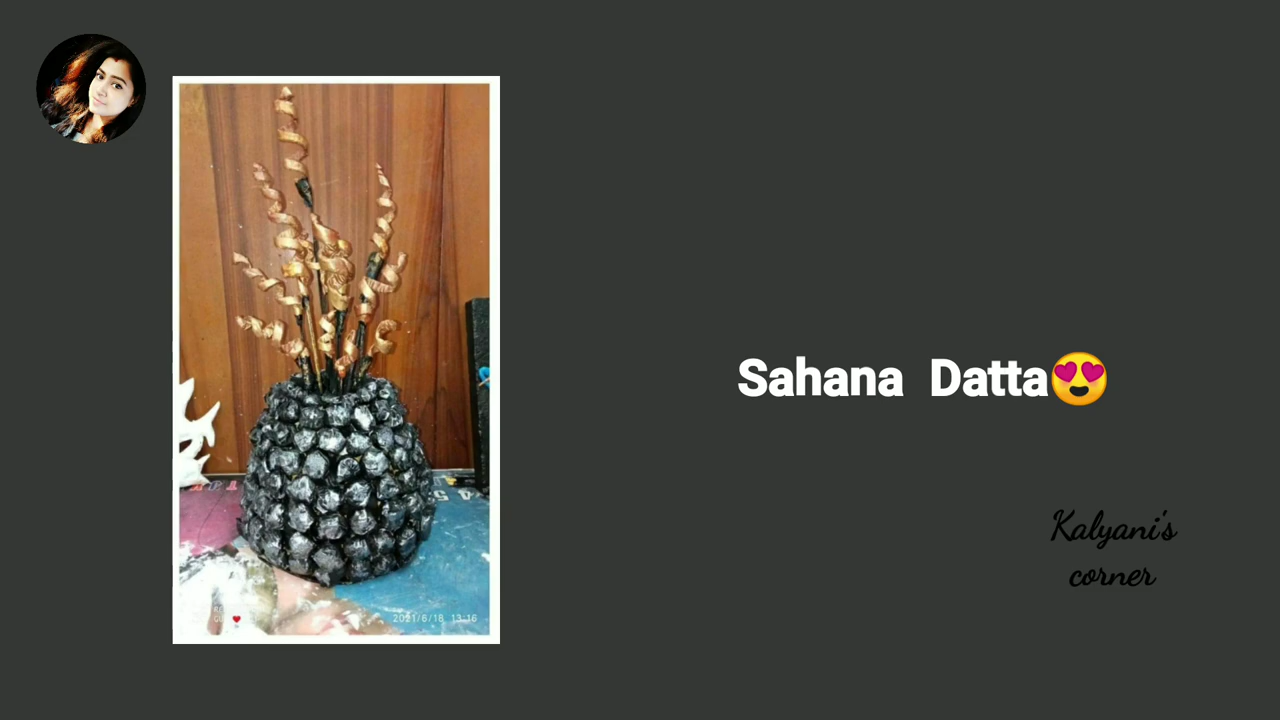 Sahana Datta😍
Kalyani's
corner
2021/6/18 13:16